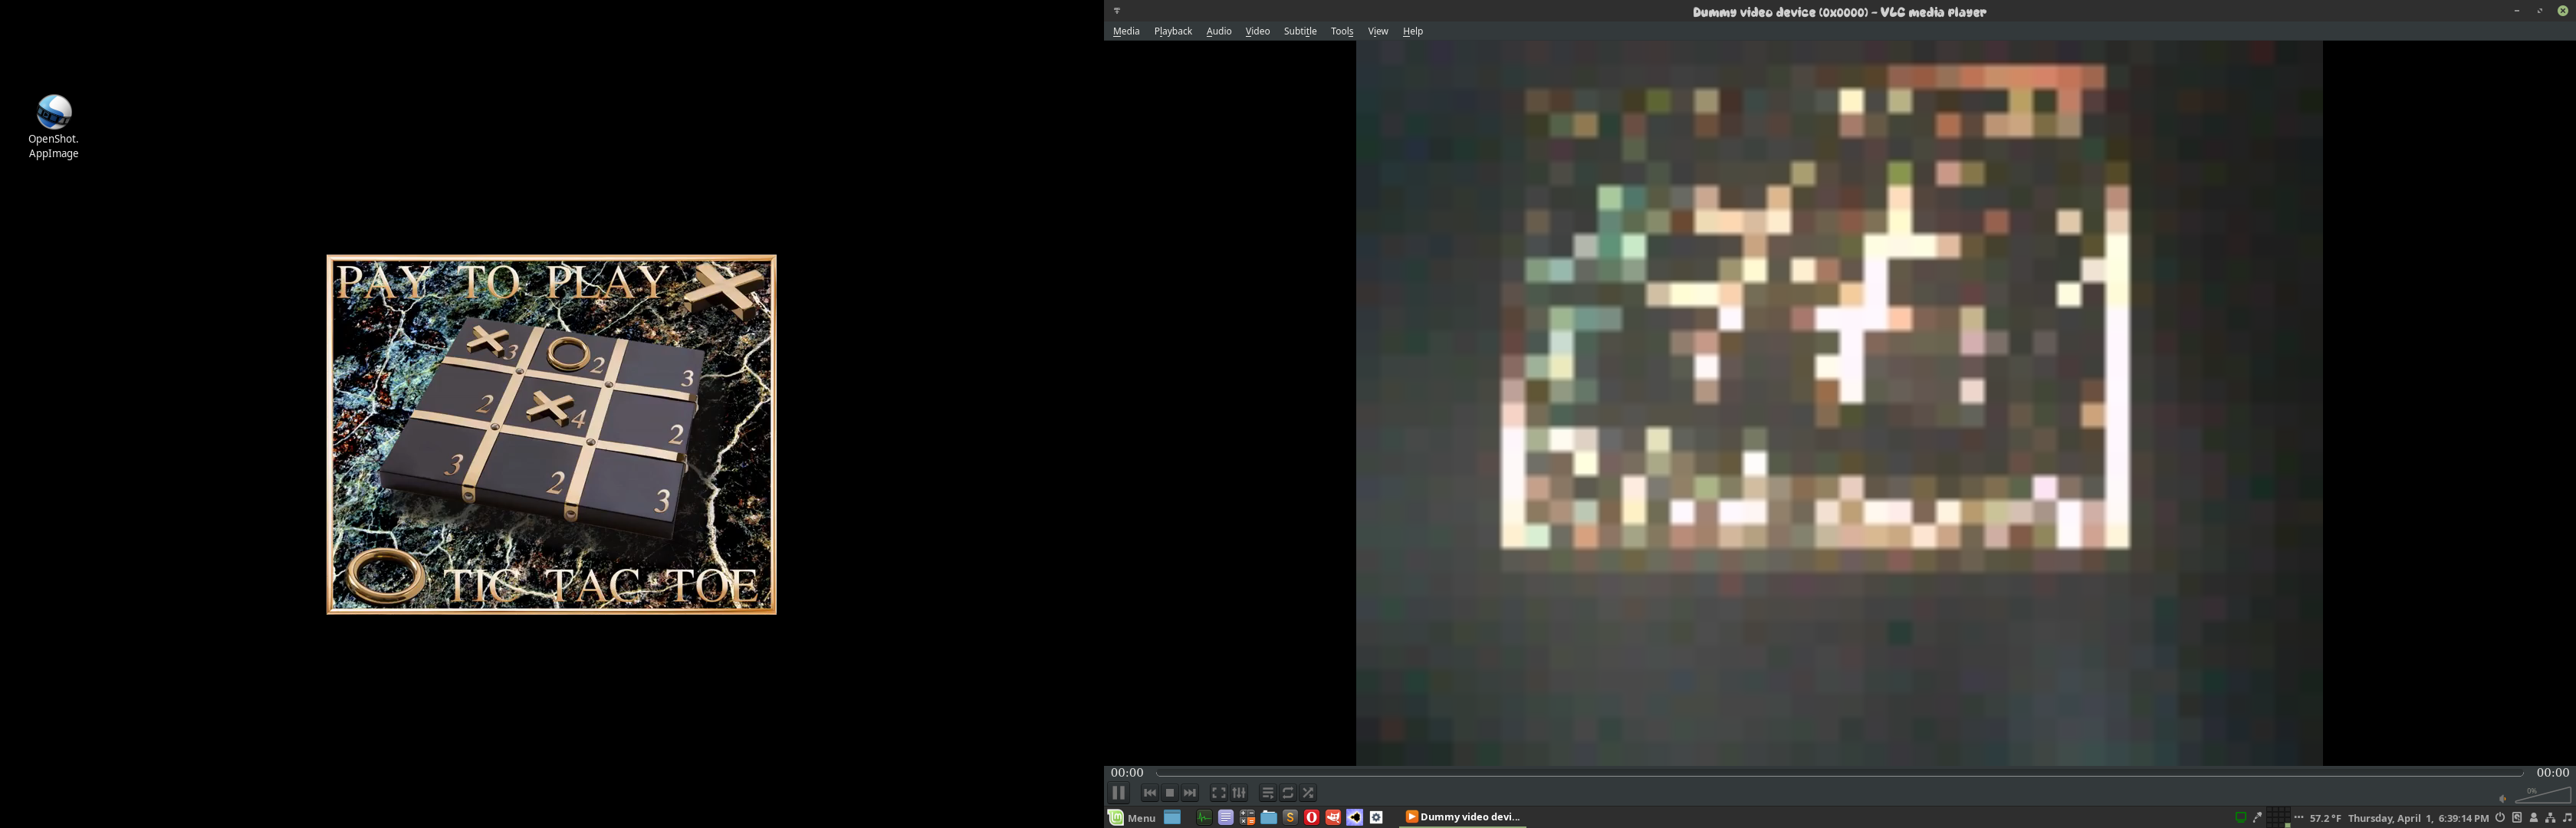 Dummy video device (0x0000) - VLC media player
Media Playback Audio Video Subtitle Tools View Help
OpenShot.
AppImage
PAY TO PLAY
3 2 3
2 4 2
3 2 3
TIC TAC TOE
00:00 00:00
0%
Menu
Dummy video devi...
57.2 °F Thursday, April 1, 6:39:14 PM